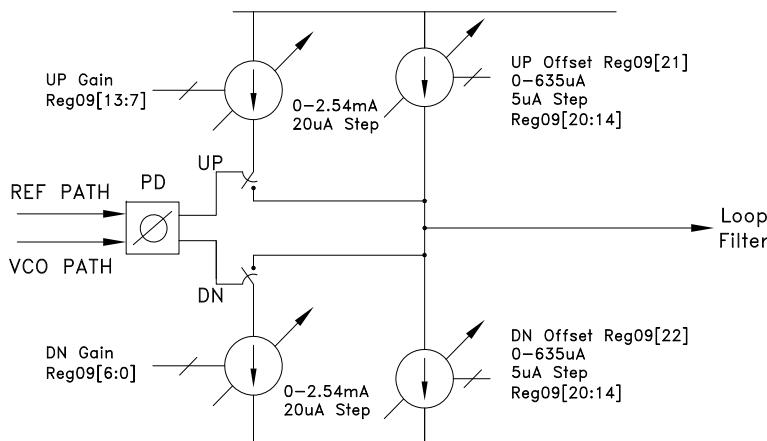 UP Gain
Reg09[13:7]
0-2.54mA
20uA Step
UP Offset Reg09[21]
0-635uA
5uA Step
Reg09[20:14]
UP
PD
REF PATH
VCO PATH
DN
Loop
Filter
DN Gain
Reg09[6:0]
0-2.54mA
20uA Step
DN Offset Reg09[22]
0-635uA
5uA Step
Reg09[20:14]